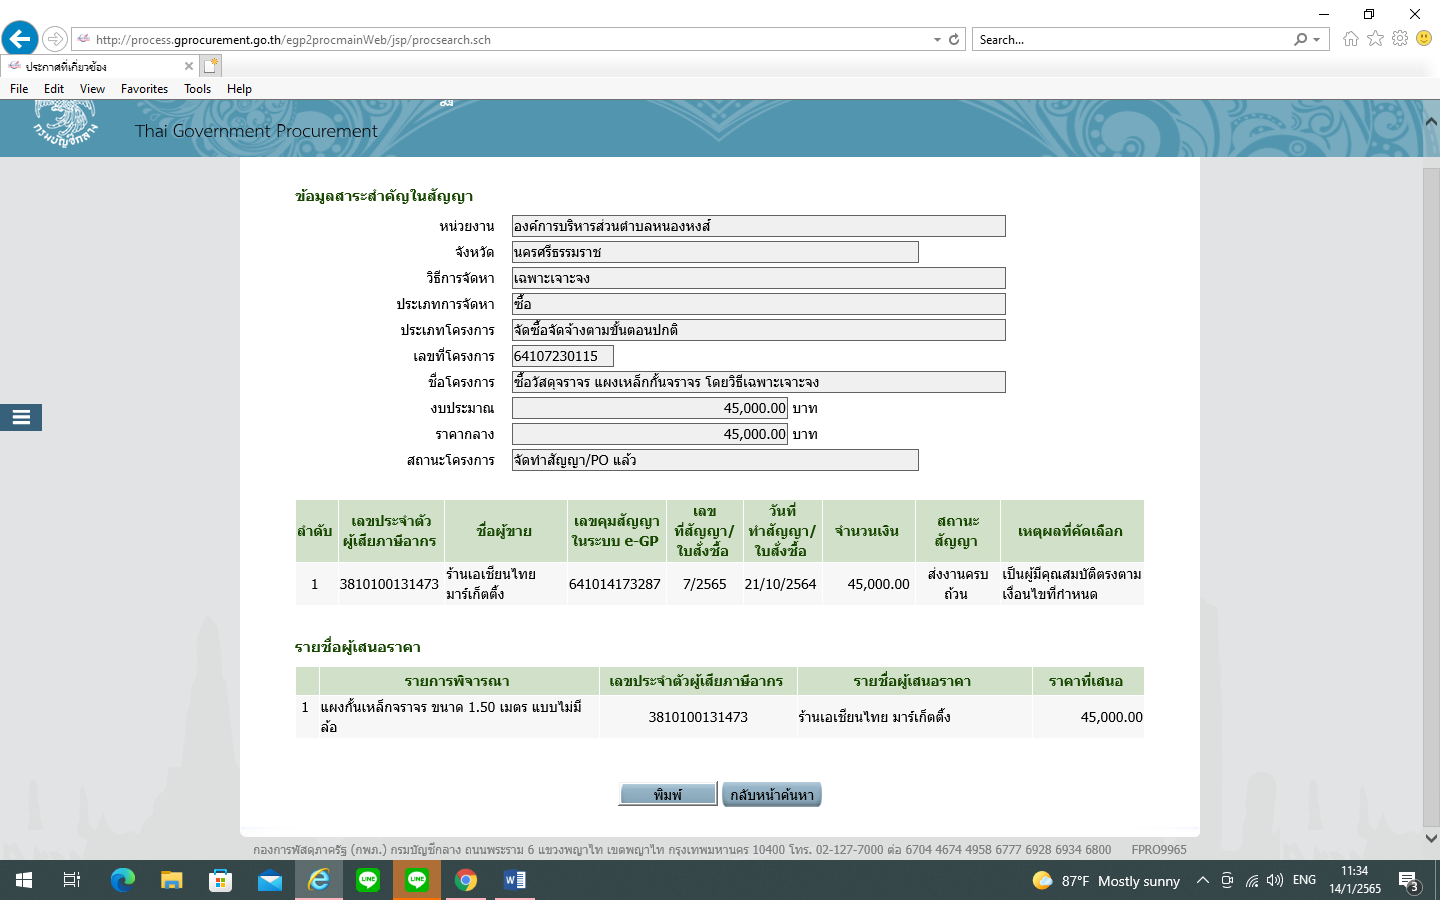 http://process.gprocurement.go.th/egp2procmainWeb/jsp/procsearch.sch
Search...
ประกาศที่เกี่ยวข้อง
File Edit View Favorites Tools Help
กรมบัญชีกลาง
Thai Government Procurement
ข้อมูลสาระสำคัญในสัญญา
หน่วยงาน องค์การบริหารส่วนตำบลหนองหงส์
จังหวัด นครศรีธรรมราช
วิธีการจัดหา เฉพาะเจาะจง
ประเภทการจัดหา ซื้อ
ประเภทโครงการ จัดซื้อจัดจ้างตามขั้นตอนปกติ
เลขที่โครงการ 64107230115
ชื่อโครงการ ซื้อวัสดุจราจร แผงเหล็กกั้นจราจร โดยวิธีเฉพาะเจาะจง
งบประมาณ 45,000.00 บาท
ราคากลาง 45,000.00 บาท
สถานะโครงการ จัดทำสัญญา/PO แล้ว
ลำดับ เลขประจำตัวผู้เสียภาษีอากร ชื่อผู้ขาย เลขคุมสัญญาในระบบ e-GP เลขที่สัญญา/ใบสั่งซื้อ วันที่ทำสัญญา/ใบสั่งซื้อ จำนวนเงิน สถานะสัญญา เหตุผลที่คัดเลือก
1 3810100131473 ร้านเอเชียนไทย มาร์เก็ตติ้ง 641014173287 7/2565 21/10/2564 45,000.00 ส่งงานครบถ้วน เป็นผู้มีคุณสมบัติตรงตามเงื่อนไขที่กำหนด
รายชื่อผู้เสนอราคา
รายการพิจารณา เลขประจำตัวผู้เสียภาษีอากร รายชื่อผู้เสนอราคา ราคาที่เสนอ
1 แผงกั้นเหล็กจราจร ขนาด 1.50 เมตร แบบไม่มีล้อ 3810100131473 ร้านเอเชียนไทย มาร์เก็ตติ้ง 45,000.00
พิมพ์ กลับหน้าค้นหา
กองการพัสดุภาครัฐ (กพภ.) กรมบัญชีกลาง ถนนพระราม 6 แขวงพญาไท เขตพญาไท กรุงเทพมหานคร 10400 โทร. 02-127-7000 ต่อ 6704 4674 4958 6777 6928 6934 6800 FPRO9965
87°F Mostly sunny ENG 11:34
14/1/2565 3